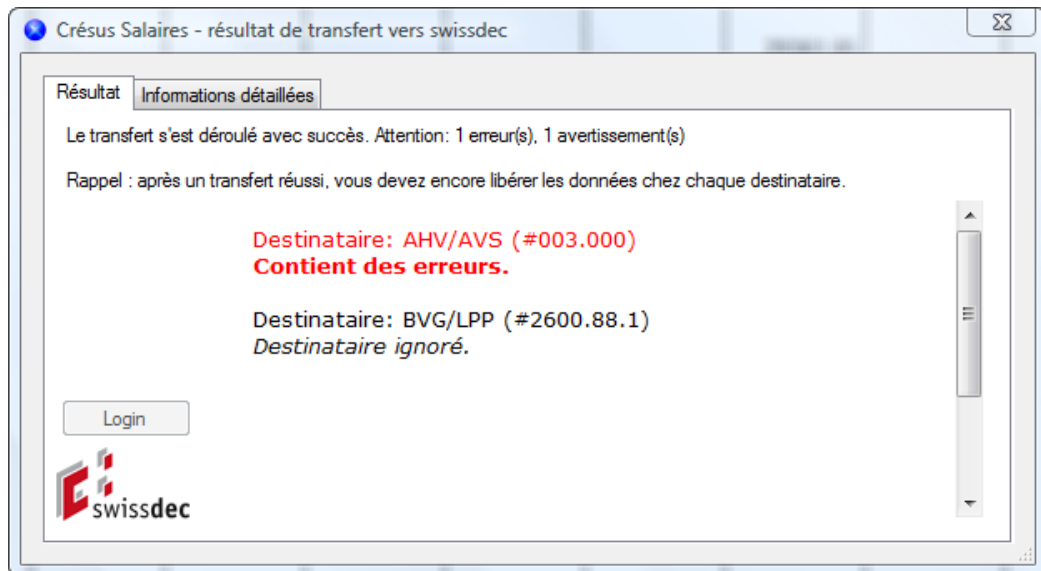 Crésus Salaires - résultat de transfert vers swissdec
Résultat
Informations détaillées
Le transfert s'est déroulé avec succès. Attention: 1 erreur(s), 1 avertissement(s)
Rappel : après un transfert réussi, vous devez encore libérer les données chez chaque destinataire.
Destinataire: AHV/AVS (#003.000)
Contient des erreurs.
Destinataire: BVG/LPP (#2600.88.1)
Destinataire ignoré.
Login
swissdec